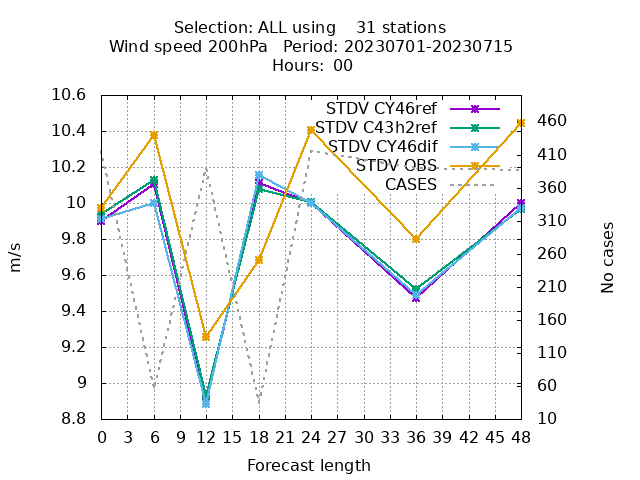 Selection: ALL using    31 stations
Wind speed 200hPa   Period: 20230701-20230715
Hours:  00
STDV CY46ref
STDV C43h2ref
STDV CY46dif
STDV OBS
CASES
10.6
10.4
10.2
10
9.8
9.6
9.4
9.2
9
8.8
m/s
460
410
360
310
260
210
160
110
60
10
No cases
0 3 6 9 12 15 18 21 24 27 30 33 36 39 42 45 48
Forecast length